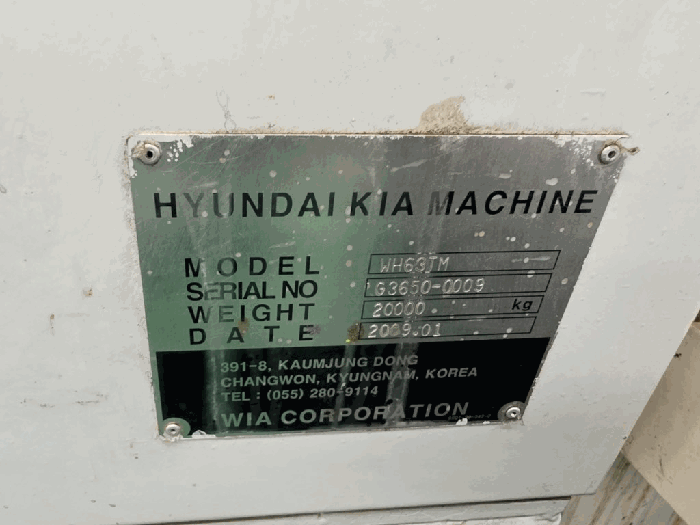 HYUNDAI KIA MACHINE
MODEL WH63TM
SERIAL NO G3650-0009
WEIGHT 20000 kg
DATE 2009.01
391-8, KAUMJUNG DONG
CHANGWON, KYUNGNAM, KOREA
TEL : (055) 280-9114
WIA CORPORATION